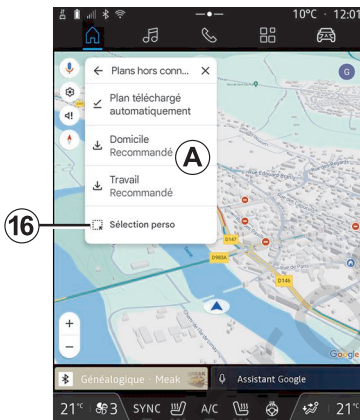 10°C · 12:01
← Plans hors conn... ×
G
Plan téléchargé
automatiquement
Domicile
Recommandé
A
Travail
Recommandé
16
Sélection perso
D147
D983A
D146
+
−
Google
Généalogique · Meak
Assistant Google
21°C 3 SYNC A/C 21°